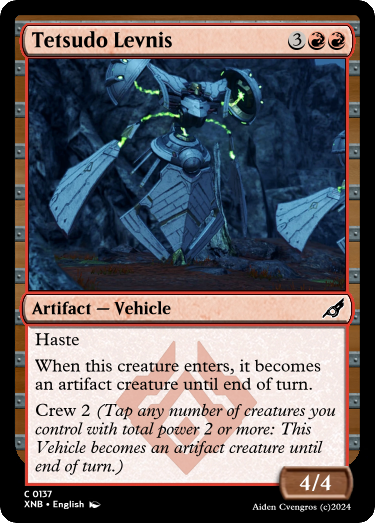 Tetsudo Levnis 3
Artifact — Vehicle
Haste
When this creature enters, it becomes
an artifact creature until end of turn.
Crew 2 (Tap any number of creatures you
control with total power 2 or more: This
Vehicle becomes an artifact creature until
end of turn.)
4/4
C 0137
XNB • English
Aiden Cvengros (c)2024